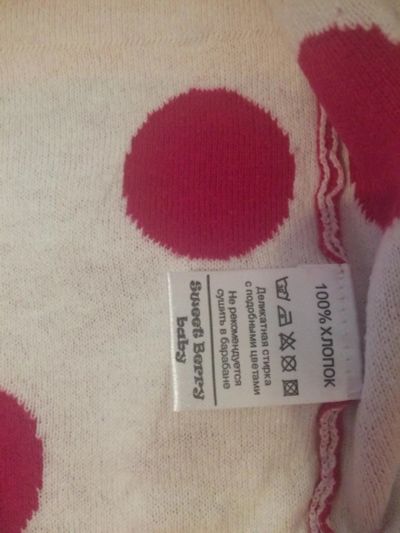 100% ХЛОПОК
Деликатная стирка
с подобными цветами
Не рекомендуется
сушить в барабане
Sweet Berry
baby